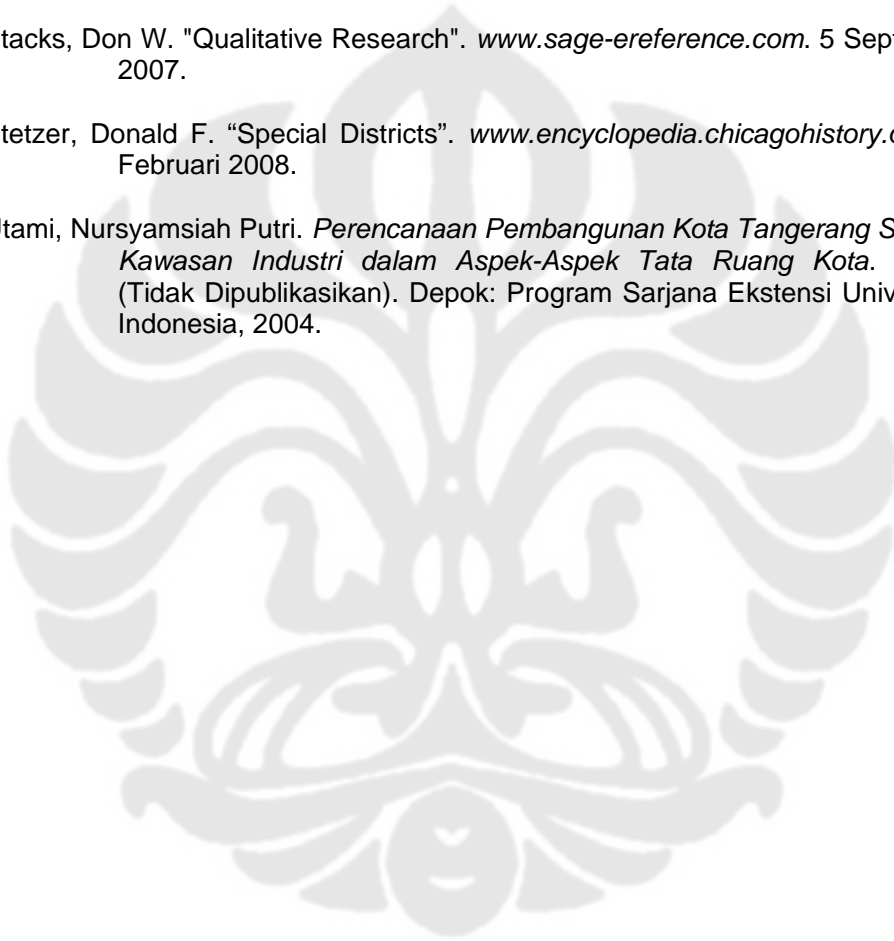 tacks, Don W. "Qualitative Research". www.sage-ereference.com. 5 Sept
2007.
tetzer, Donald F. “Special Districts”. www.encyclopedia.chicagohistory.
Februari 2008.
Utami, Nursyamsiah Putri. Perencanaan Pembangunan Kota Tangerang S
Kawasan Industri dalam Aspek-Aspek Tata Ruang Kota.
(Tidak Dipublikasikan). Depok: Program Sarjana Ekstensi Univ
Indonesia, 2004.